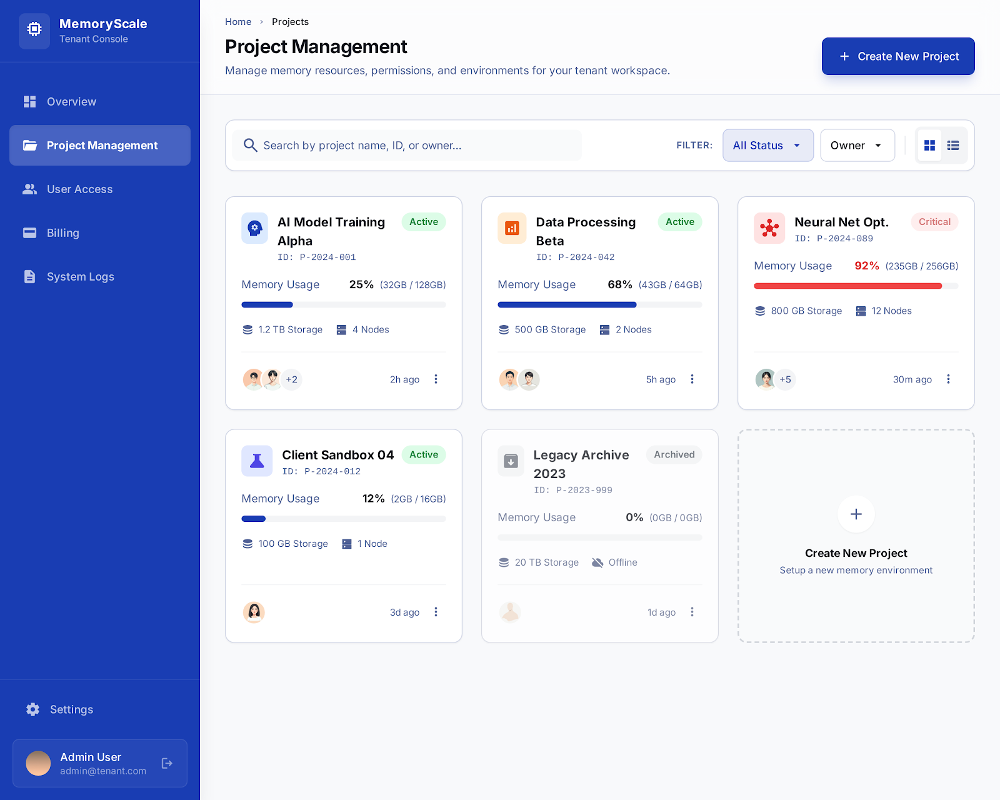 MemoryScale
Tenant Console
Overview
Project Management
User Access
Billing
System Logs
Settings
Admin User
admin@tenant.com
Home › Projects
Project Management
Manage memory resources, permissions, and environments for your tenant workspace.
+ Create New Project
Search by project name, ID, or owner...
FILTER:
All Status
Owner
AI Model Training
Alpha
Active
ID: P-2024-001
Memory Usage 25% (32GB / 128GB)
1.2 TB Storage 4 Nodes
+2 2h ago
Data Processing
Beta
Active
ID: P-2024-042
Memory Usage 68% (43GB / 64GB)
500 GB Storage 2 Nodes
5h ago
Neural Net Opt.
Critical
ID: P-2024-089
Memory Usage 92% (235GB / 256GB)
800 GB Storage 12 Nodes
+5 30m ago
Client Sandbox 04
Active
ID: P-2024-012
Memory Usage 12% (2GB / 16GB)
100 GB Storage 1 Node
3d ago
Legacy Archive
2023
Archived
ID: P-2023-999
Memory Usage 0% (0GB / 0GB)
20 TB Storage Offline
1d ago
Create New Project
Setup a new memory environment